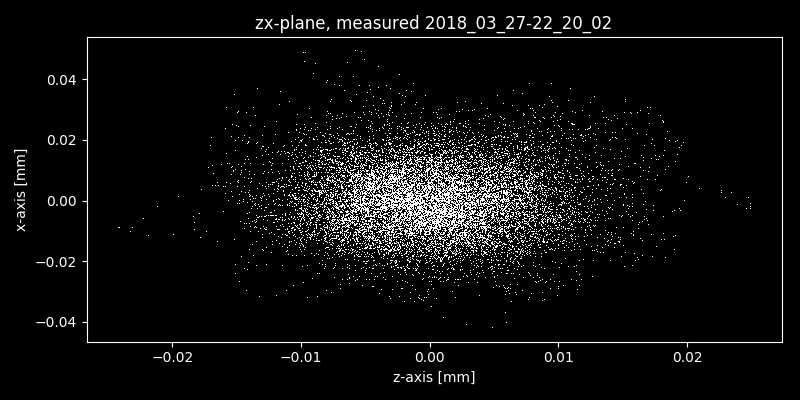 zx-plane, measured 2018_03_27-22_20_02
0.04
0.02
0.00
−0.02
−0.04
x-axis [mm]
−0.02 −0.01 0.00 0.01 0.02
z-axis [mm]